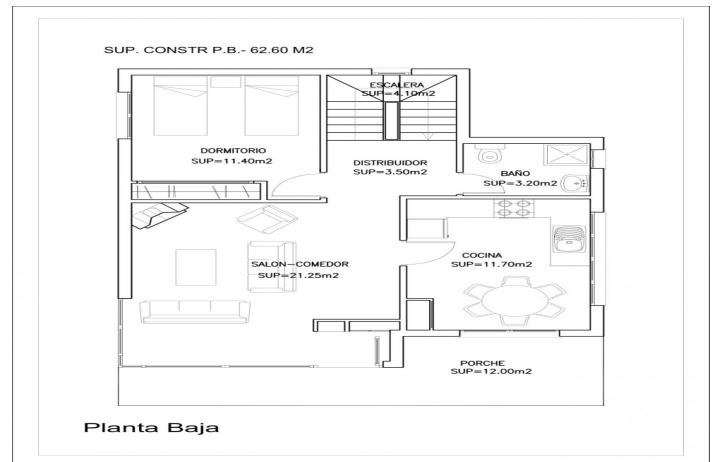 SUP. CONSTR P.B.- 62.60 M2
ESCALERA
SUP=4.10m2
DORMITORIO
SUP=11.40m2
DISTRIBUIDOR
SUP=3.50m2
BAÑO
SUP=3.20m2
SALON-COMEDOR
SUP=21.25m2
COCINA
SUP=11.70m2
PORCHE
SUP=12.00m2
Planta Baja